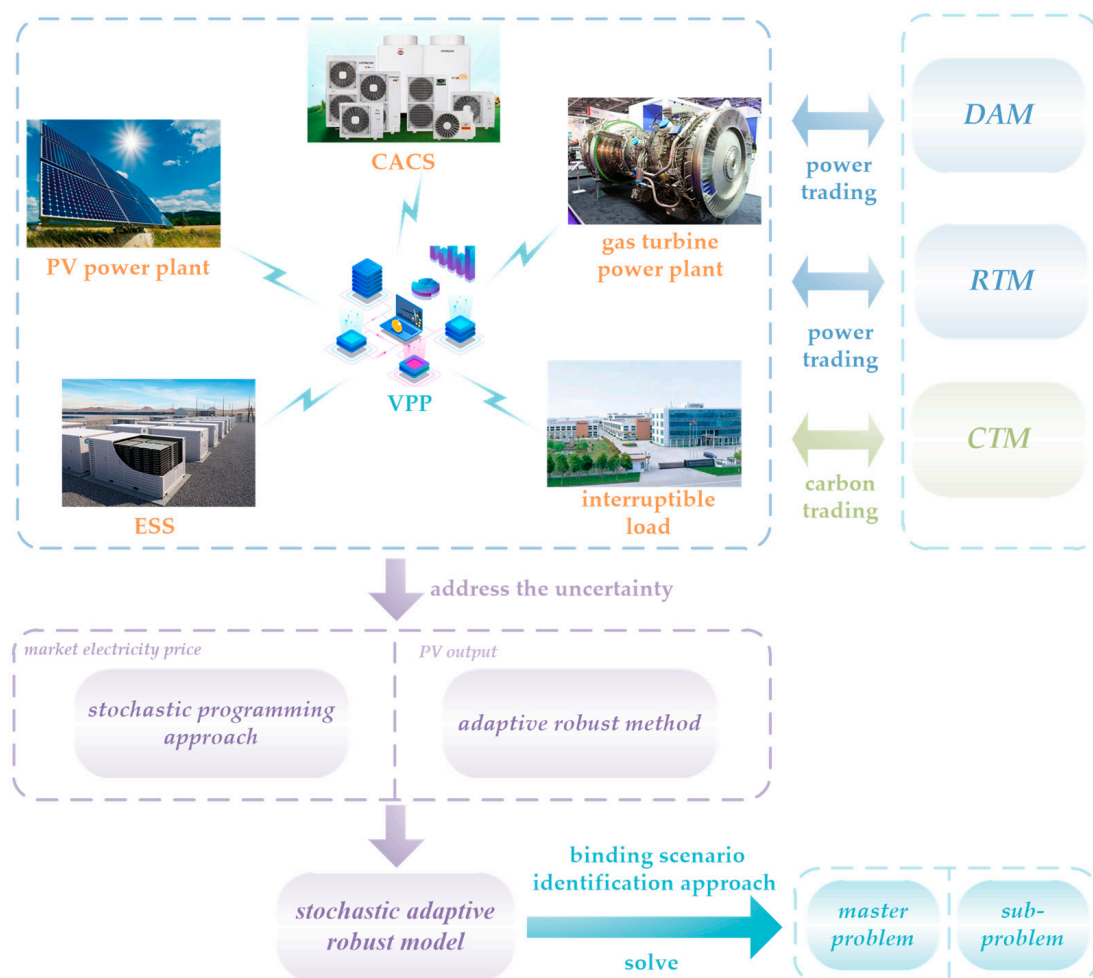 CACS
PV power plant
gas turbine
power plant
VPP
ESS
interruptible
load
power
trading
DAM
power
trading
RTM
carbon
trading
CTM
address the uncertainty
market electricity price
PV output
stochastic programming
approach
adaptive robust method
stochastic adaptive
robust model
binding scenario
identification approach
solve
master
problem
sub-
problem